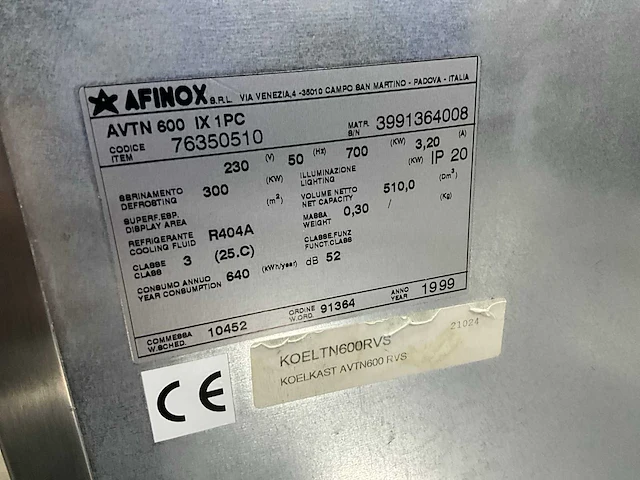 AFINOX S.R.L. VIA VENEZIA,4 -35010 CAMPO SAN MARTINO - PADOVA - ITALIA
AVTN 600 IX 1PC
CODICE ITEM 76350510 MATR. S/N 3991364008
230 (V) 50 (Hz) 700 (KW) 3,20 (A)
SBRINAMENTO DEFROSTING 300 (KW) ILLUMINAZIONE LIGHTING (KW) IP 20
SUPERF.ESP. DISPLAY AREA (m²) VOLUME NETTO NET CAPACITY 510,0 (Dm³)
REFRIGERANTE COOLING FLUID R404A MASSA WEIGHT 0,30 / (Kg)
CLASSE CLASS 3 (25.C) CLASSE.FUNZ FUNCT.CLASS
CONSUMO ANNUO YEAR CONSUMPTION 640 (kWh/year) dB 52
COMMESSA W.SCHED. 10452 ORDINE W.ORD. 91364 ANNO YEAR 1999
21024
KOELTN600RVS
KOELKAST AVTN600 RVS
CE